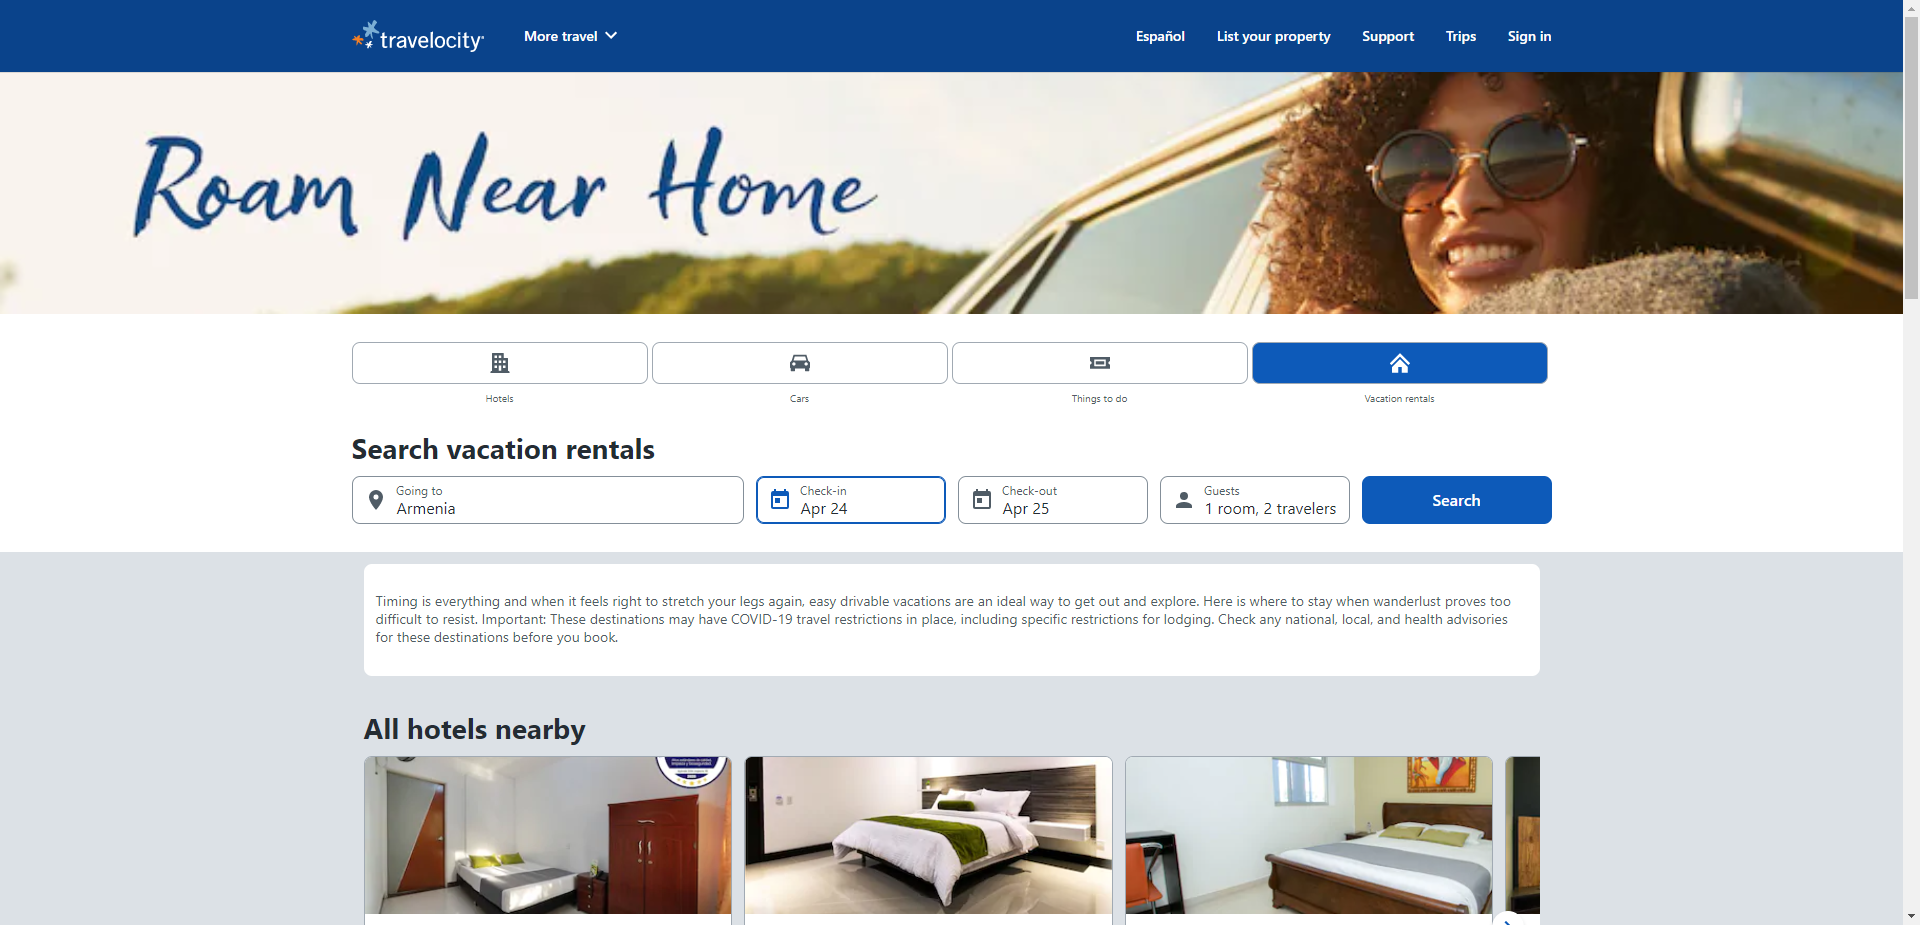 travelocity
More travel
Español
List your property
Support
Trips
Sign in
Roam Near Home
Hotels
Cars
Things to do
Vacation rentals
Search vacation rentals
Going to
Armenia
Check-in
Apr 24
Check-out
Apr 25
Guests
1 room, 2 travelers
Search
Timing is everything and when it feels right to stretch your legs again, easy drivable vacations are an ideal way to get out and explore. Here is where to stay when wanderlust proves too
difficult to resist. Important: These destinations may have COVID-19 travel restrictions in place, including specific restrictions for lodging. Check any national, local, and health advisories
for these destinations before you book.
All hotels nearby